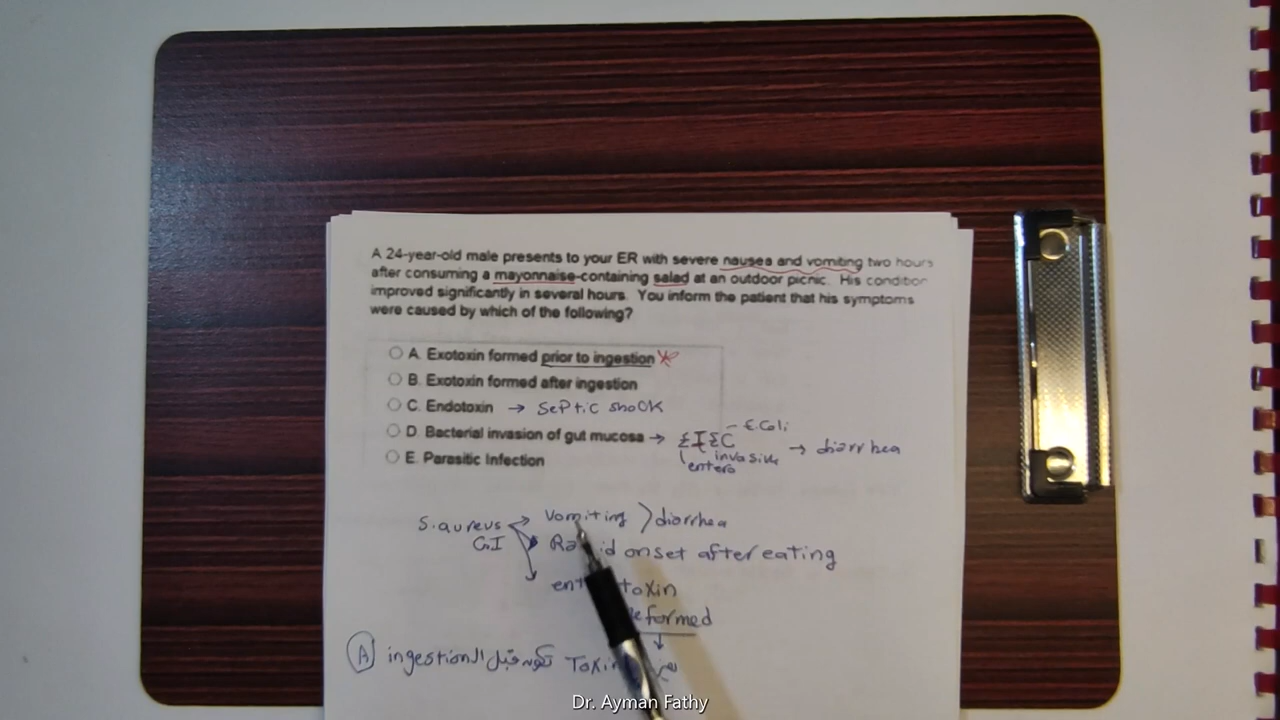 A 24-year-old male presents to your ER with severe nausea and vomiting two hours
after consuming a mayonnaise-containing salad at an outdoor picnic. His condition
improved significantly in several hours. You inform the patient that his symptoms
were caused by which of the following?
A. Exotoxin formed prior to ingestion
B. Exotoxin formed after ingestion
C. Endotoxin → septic shock
D. Bacterial invasion of gut mucosa → EIEC - E.Coli → diarrhea
entero invasive
E. Parasitic Infection
S.aureus → Vomiting > diarrhea
G.I Rapid onset after eating
toxin
formed
A ingestion قبل تكون Toxin
Dr. Ayman Fathy